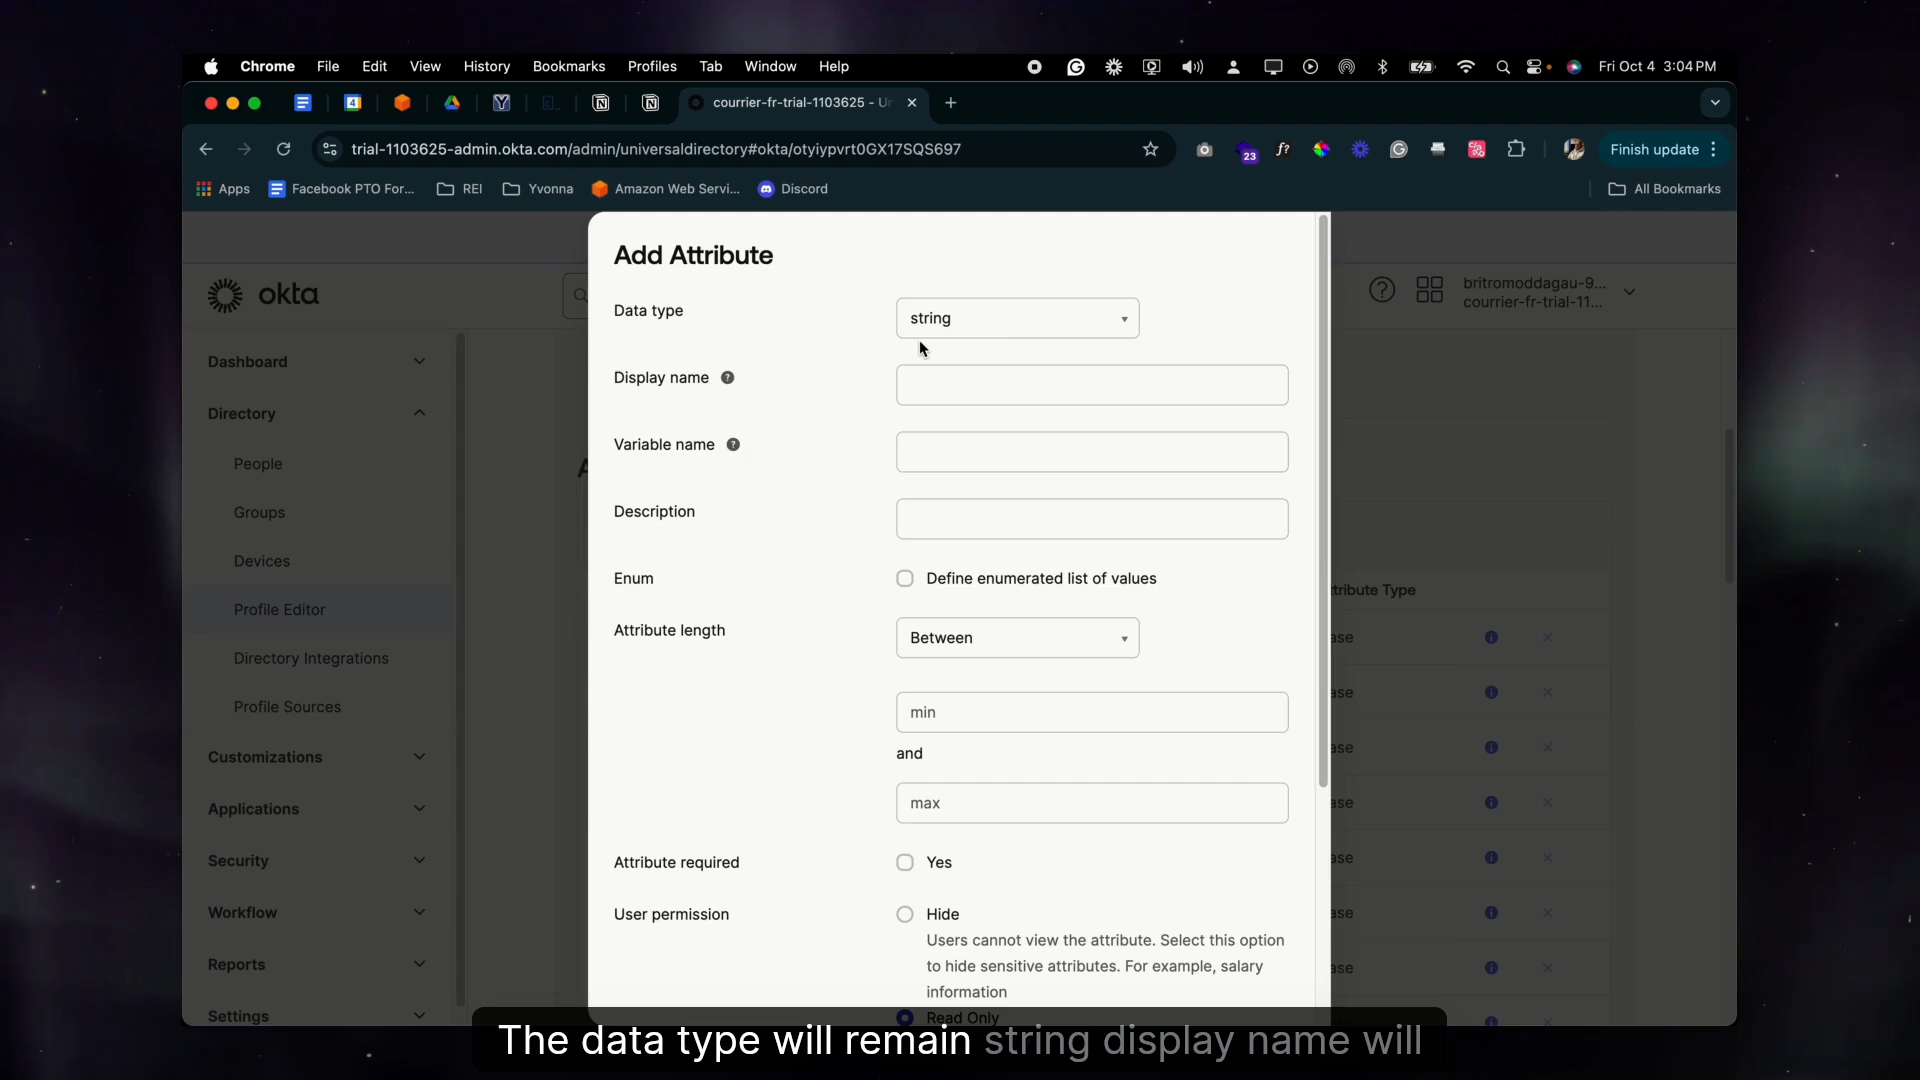 Chrome File Edit View History Bookmarks Profiles Tab Window Help Fri Oct 4 3:04 PM
courrier-fr-trial-1103625 - Ur
trial-1103625-admin.okta.com/admin/universaldirectory#okta/otyiypvrt0GX17SQS697
23
Finish update
Apps Facebook PTO For... REI Yvonna Amazon Web Servi... Discord All Bookmarks
okta
britromoddagau-9...
courrier-fr-trial-11...
Dashboard
Directory
People
Groups
Devices
Profile Editor
Directory Integrations
Profile Sources
Customizations
Applications
Security
Workflow
Reports
Settings
Add Attribute
Data type string
Display name
Variable name
Description
Enum Define enumerated list of values
Attribute length Between
min
and
max
Attribute required Yes
User permission Hide
Users cannot view the attribute. Select this option
to hide sensitive attributes. For example, salary
information
Read Only
ttribute Type
ase
ase
ase
ase
ase
ase
ase
The data type will remain string display name will